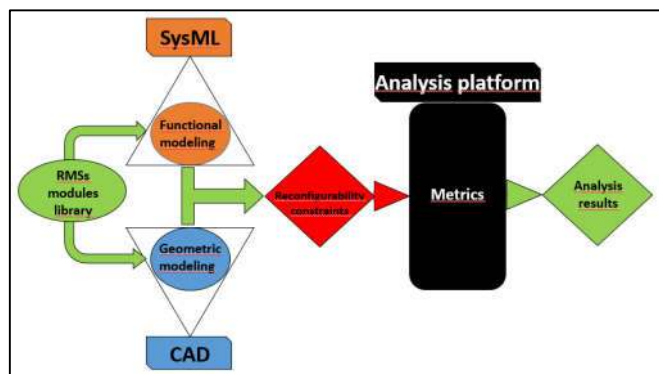 SysML
Analysis platform
Functional
modeling
RMSs
modules
library
Reconfigurability
constraints
Metrics
Analysis
results
Geometric
modeling
CAD